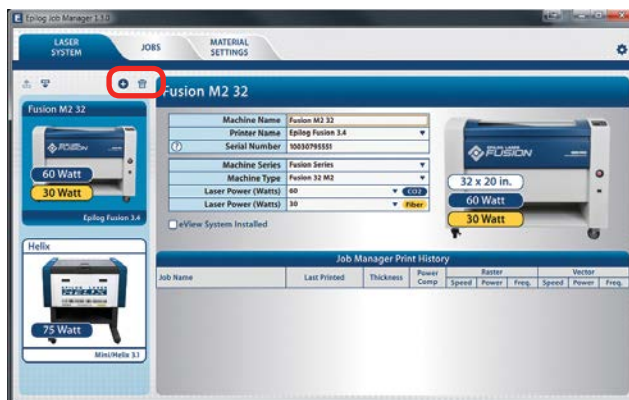 Epilog Job Manager 1.3.0
LASER SYSTEM
JOBS
MATERIAL SETTINGS
Fusion M2 32
60 Watt
30 Watt
Epilog Fusion 3.4
Helix
75 Watt
Mini/Helix 3.1
Fusion M2 32
Machine Name Fusion M2 32
Printer Name Epilog Fusion 3.4
? Serial Number 10030795551
Machine Series Fusion Series
Machine Type Fusion 32 M2
Laser Power (Watts) 60 CO2
Laser Power (Watts) 30 Fiber
eView System Installed
FUSION
32 x 20 in.
60 Watt
30 Watt
Job Manager Print History
Job Name Last Printed Thickness Power Comp Raster Vector
Speed Power Freq. Speed Power Freq.